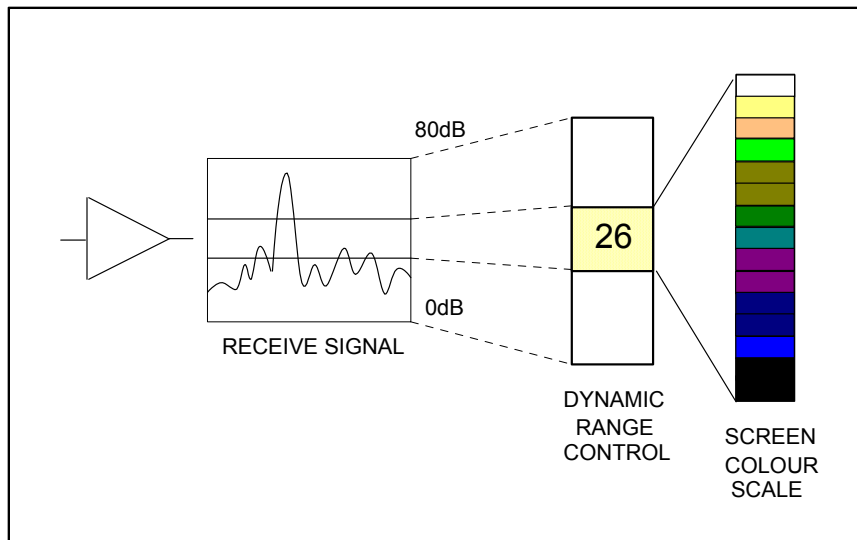 80dB
26
0dB
RECEIVE SIGNAL
DYNAMIC
RANGE
CONTROL
SCREEN
COLOUR
SCALE